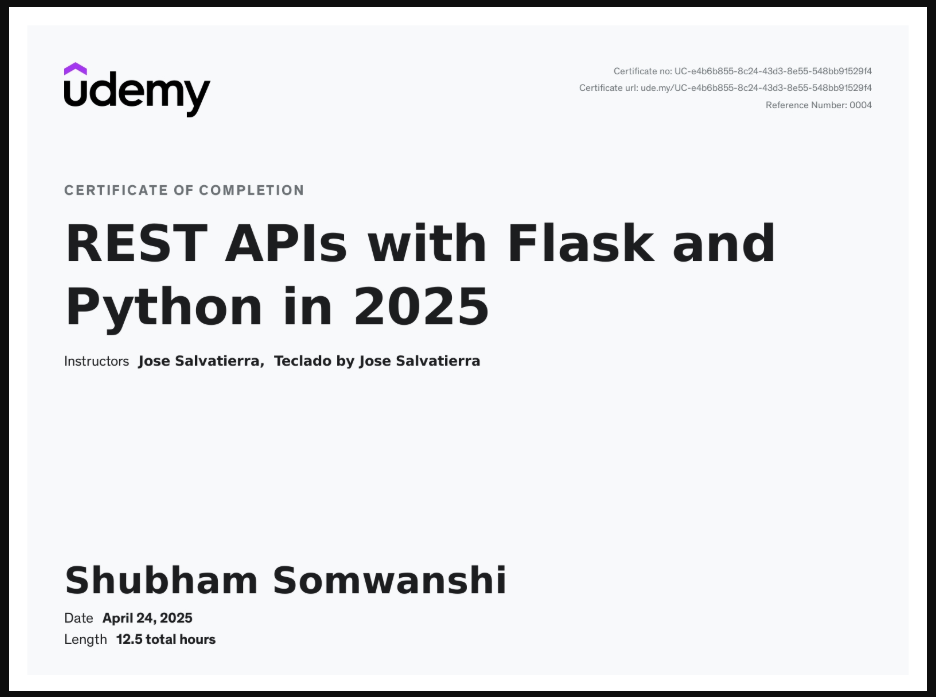 udemy
Certificate no: UC-e4b6b855-8c24-43d3-8e55-548bb91529f4
Certificate url: ude.my/UC-e4b6b855-8c24-43d3-8e55-548bb91529f4
Reference Number: 0004
CERTIFICATE OF COMPLETION
REST APIs with Flask and
Python in 2025
Instructors Jose Salvatierra, Teclado by Jose Salvatierra
Shubham Somwanshi
Date April 24, 2025
Length 12.5 total hours